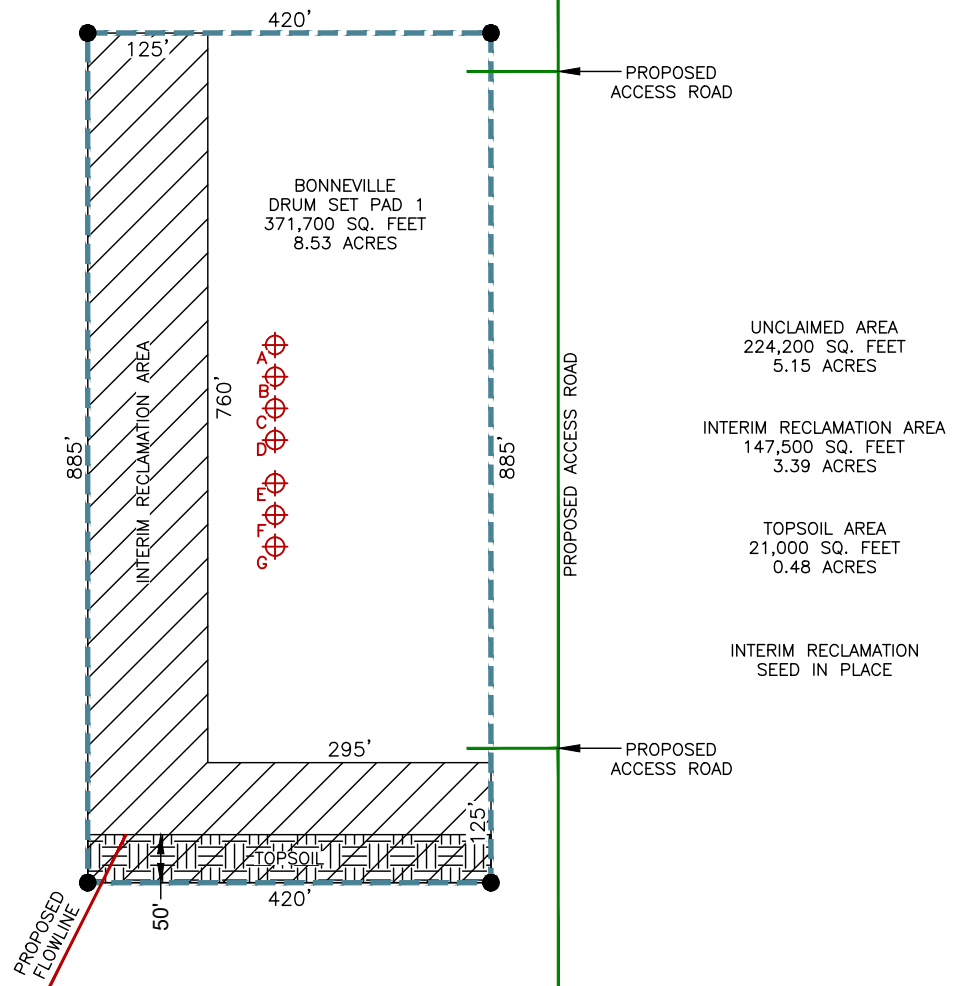 420'
125'
PROPOSED
ACCESS ROAD
BONNEVILLE
DRUM SET PAD 1
371,700 SQ. FEET
8.53 ACRES
UNCLAIMED AREA
224,200 SQ. FEET
5.15 ACRES
A
B
C
D
E
F
G
INTERIM RECLAMATION AREA
760'
885'
885'
PROPOSED ACCESS ROAD
INTERIM RECLAMATION AREA
147,500 SQ. FEET
3.39 ACRES
TOPSOIL AREA
21,000 SQ. FEET
0.48 ACRES
INTERIM RECLAMATION
SEED IN PLACE
295'
PROPOSED
ACCESS ROAD
125'
TOPSOIL
420'
50'
PROPOSED
FLOWLINE